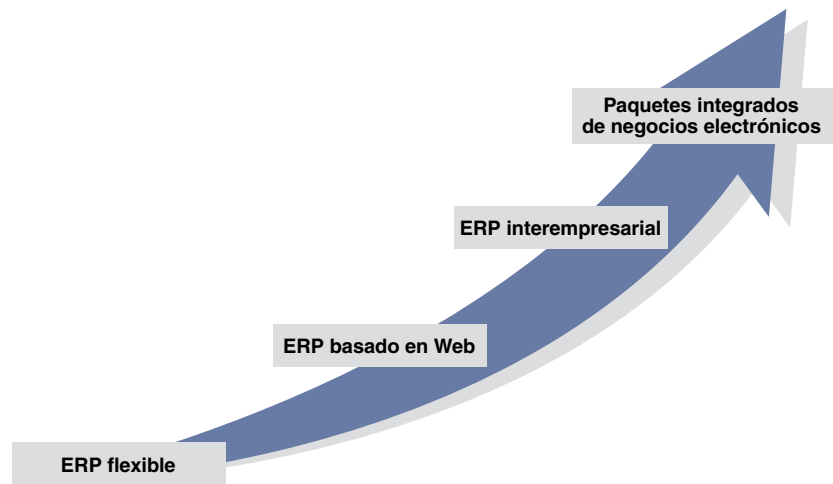 Paquetes integrados
de negocios electrónicos
ERP interempresarial
ERP basado en Web
ERP flexible